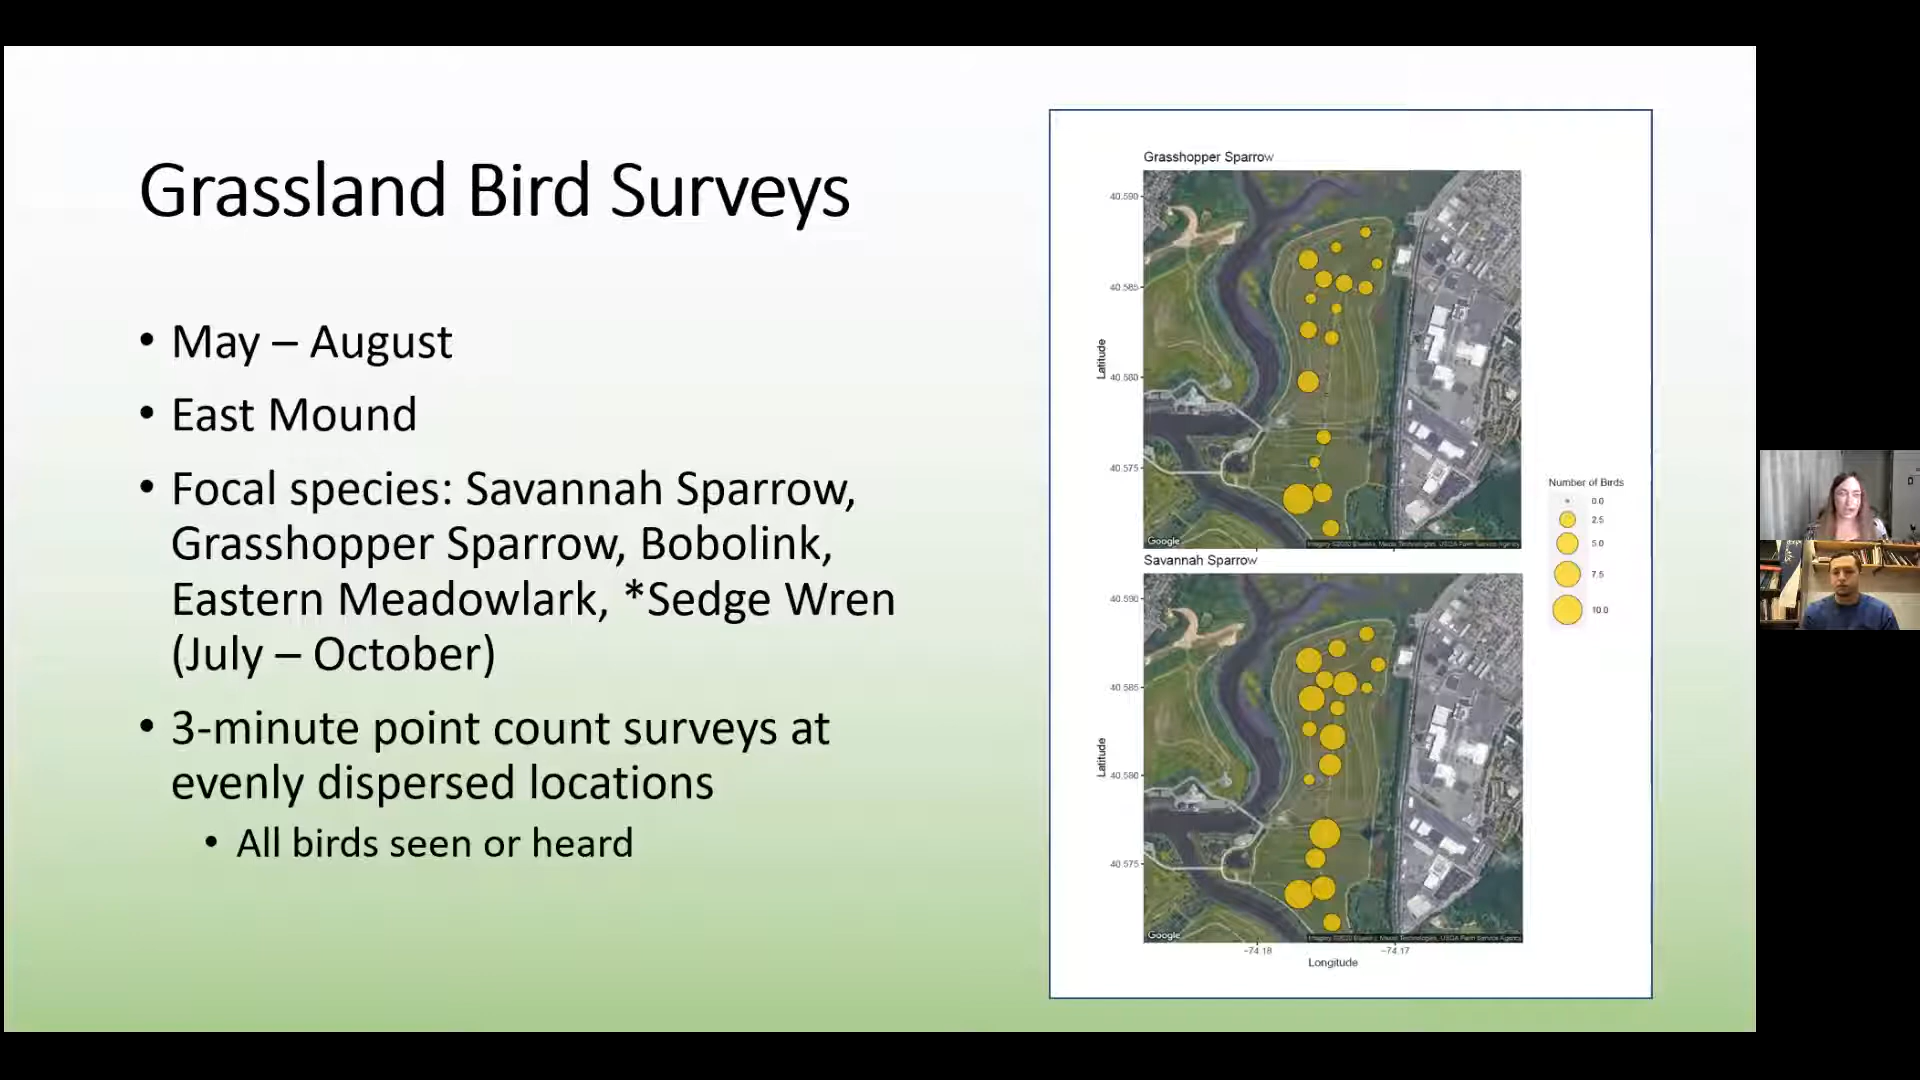 Grassland Bird Surveys
• May – August
• East Mound
• Focal species: Savannah Sparrow,
Grasshopper Sparrow, Bobolink,
Eastern Meadowlark, *Sedge Wren
(July – October)
• 3-minute point count surveys at
evenly dispersed locations
• All birds seen or heard
Grasshopper Sparrow
40.590
40.585
40.580
40.575
Latitude
Google
Savannah Sparrow
40.590
40.585
40.580
40.575
Latitude
Google
-74.18
-74.17
Longitude
Number of Birds
0.0
2.5
5.0
7.5
10.0